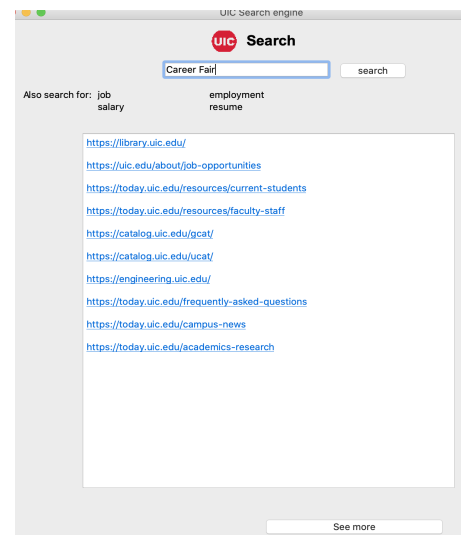 UIC Search engine
UIC Search
Career Fair
search
Also search for: job employment
salary resume
https://library.uic.edu/
https://uic.edu/about/job-opportunities
https://today.uic.edu/resources/current-students
https://today.uic.edu/resources/faculty-staff
https://catalog.uic.edu/gcat/
https://catalog.uic.edu/ucat/
https://engineering.uic.edu/
https://today.uic.edu/frequently-asked-questions
https://today.uic.edu/campus-news
https://today.uic.edu/academics-research
See more